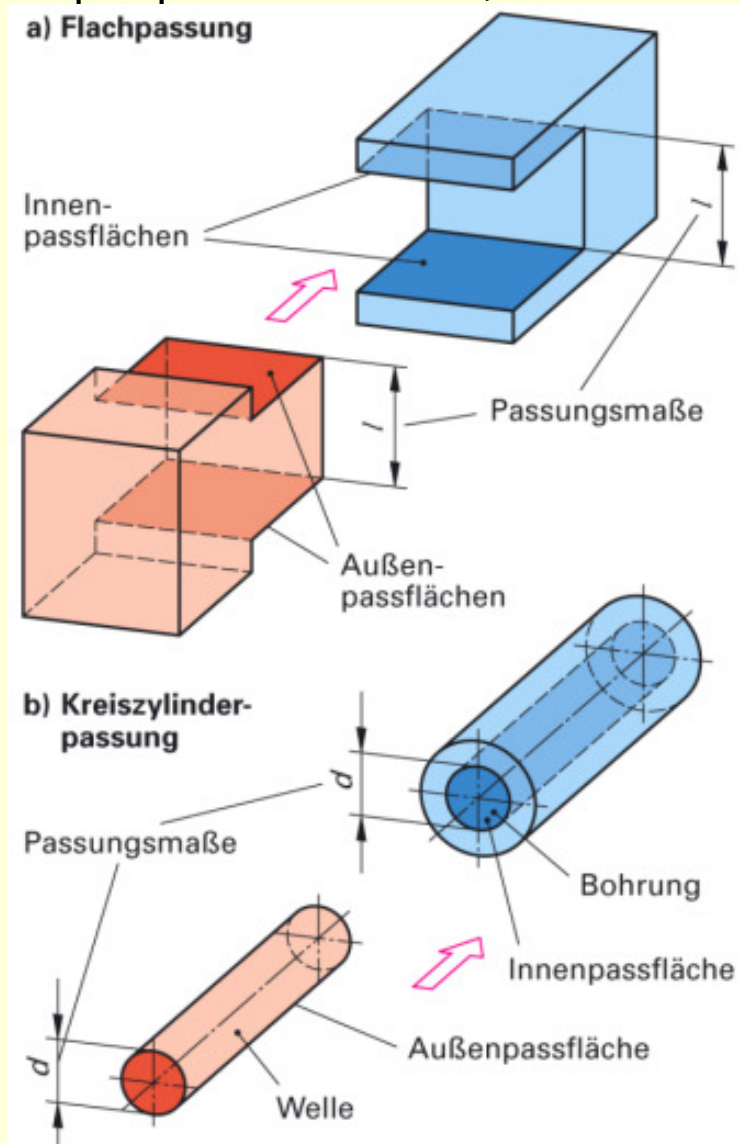 a) Flachpassung
Innen-
passflächen
l
Passungsmaße
l
Außen-
passflächen
b) Kreiszylinder-
passung
d
Passungsmaße
Bohrung
Innenpassfläche
Außenpassfläche
d
Welle